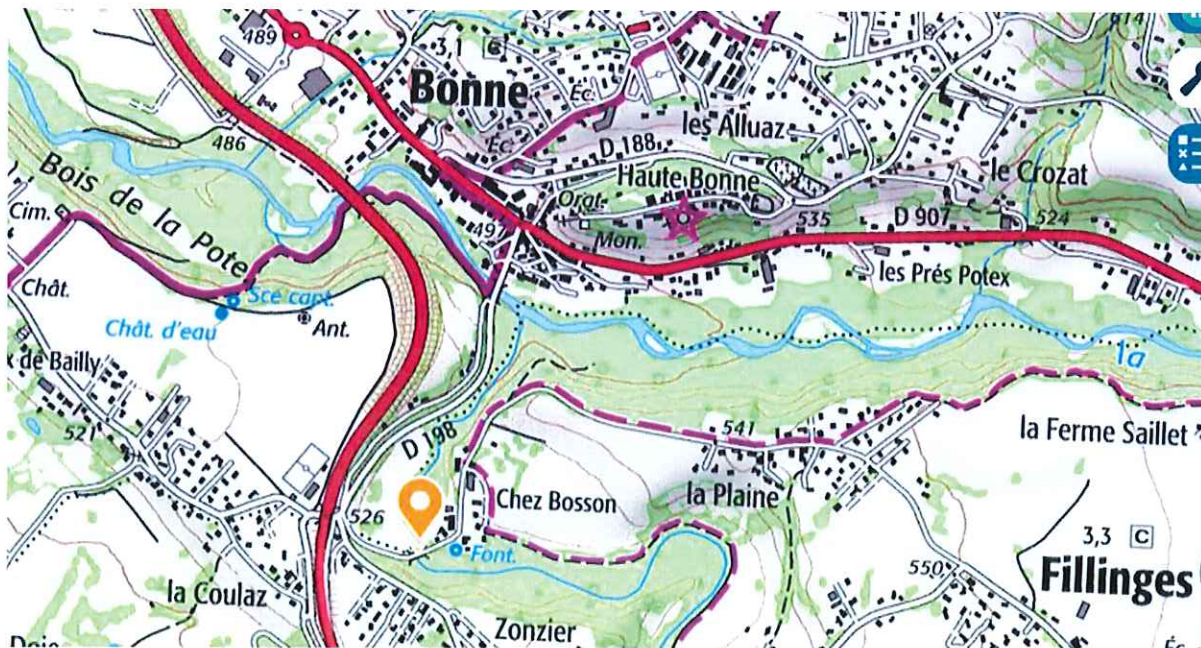 614
489
3,1 C
Bonne
Éc.
les Alluaz
486
Éc.
D 188
Bois de la Pote
Haute Bonne
le Crozat
Cim.
Orat.
497
Mon.
535
D 907
524
Chât.
Sce capt.
les Prés Potex
Chât. d'eau
Ant.
x de Bailly
1a
521
D 198
541
la Ferme Saillet
526
Chez Bosson
la Plaine
Font.
3,3 C
550
Fillinges
la Coulaz
Zonzier
Éc.